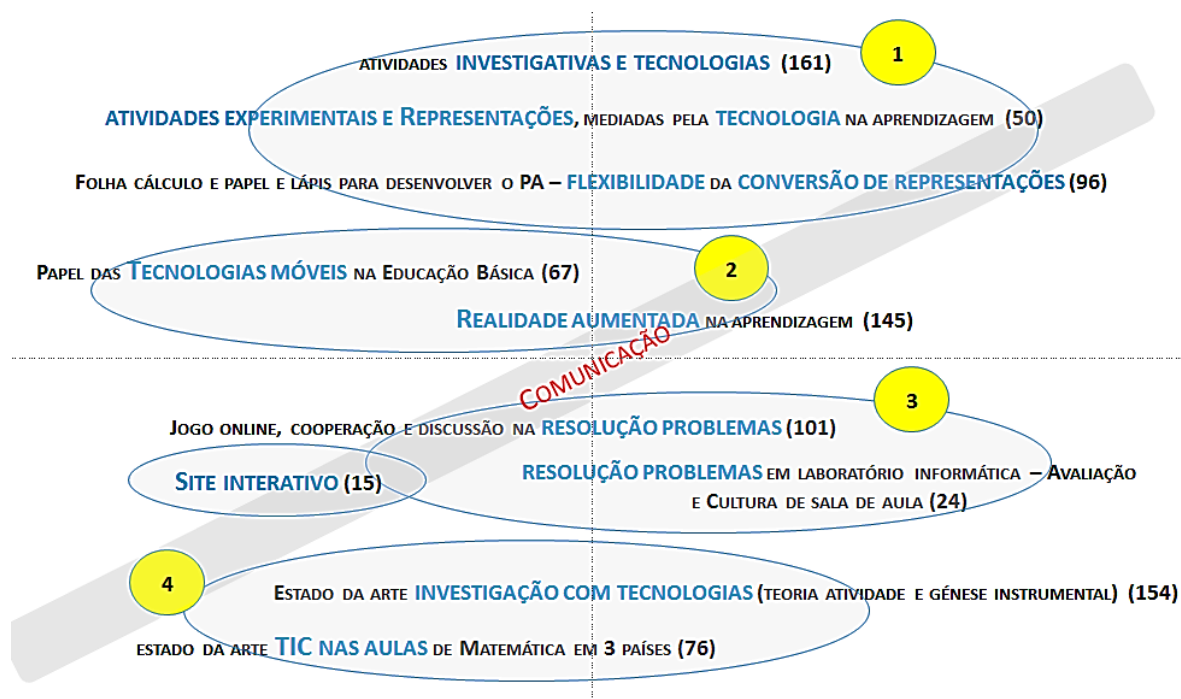 1
ATIVIDADES INVESTIGATIVAS E TECNOLOGIAS (161)
ATIVIDADES EXPERIMENTAIS E REPRESENTAÇÕES, MEDIADAS PELA TECNOLOGIA NA APRENDIZAGEM (50)
FOLHA CÁLCULO E PAPEL E LÁPIS PARA DESENVOLVER O PA – FLEXIBILIDADE DA CONVERSÃO DE REPRESENTAÇÕES (96)
2
PAPEL DAS TECNOLOGIAS MÓVEIS NA EDUCAÇÃO BÁSICA (67)
REALIDADE AUMENTADA NA APRENDIZAGEM (145)
COMUNICAÇÃO
3
JOGO ONLINE, COOPERAÇÃO E DISCUSSÃO NA RESOLUÇÃO PROBLEMAS (101)
RESOLUÇÃO PROBLEMAS EM LABORATÓRIO INFORMÁTICA – AVALIAÇÃO
E CULTURA DE SALA DE AULA (24)
SITE INTERATIVO (15)
4
ESTADO DA ARTE INVESTIGAÇÃO COM TECNOLOGIAS (TEORIA ATIVIDADE E GÉNESE INSTRUMENTAL) (154)
ESTADO DA ARTE TIC NAS AULAS DE MATEMÁTICA EM 3 PAÍSES (76)